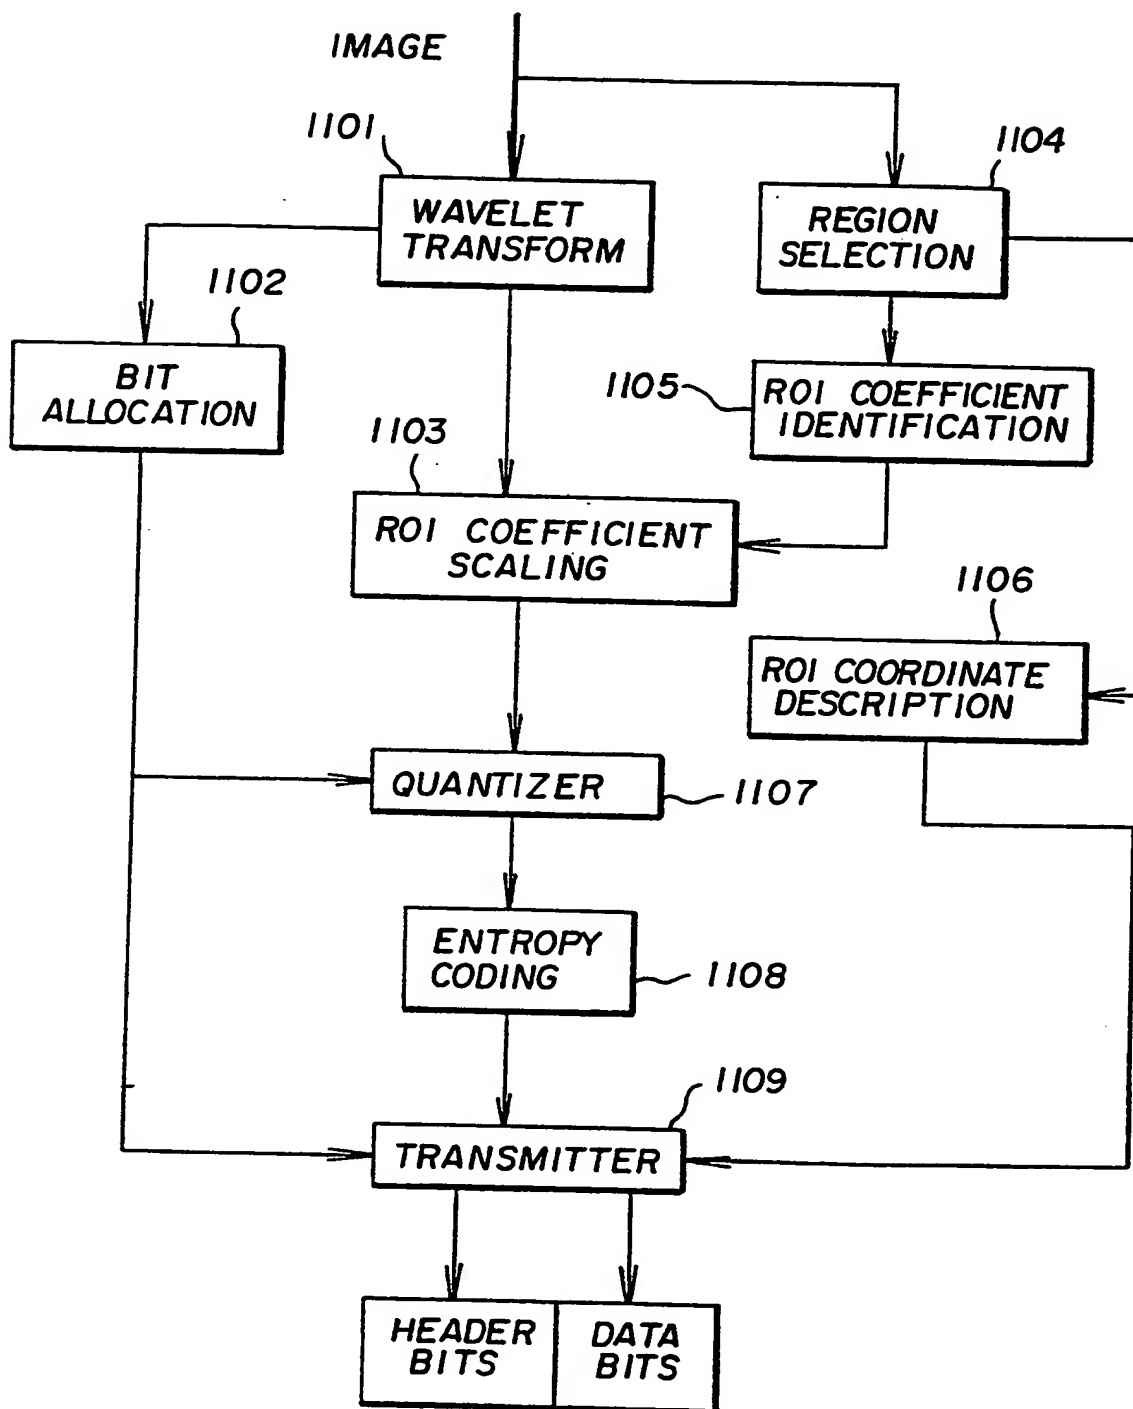 IMAGE
1101
1104
WAVELET
TRANSFORM
REGION
SELECTION
1102
BIT
ALLOCATION
1105
ROI COEFFICIENT
IDENTIFICATION
1103
ROI COEFFICIENT
SCALING
1106
ROI COORDINATE
DESCRIPTION
QUANTIZER
1107
ENTROPY
CODING
1108
1109
TRANSMITTER
HEADER
BITS
DATA
BITS